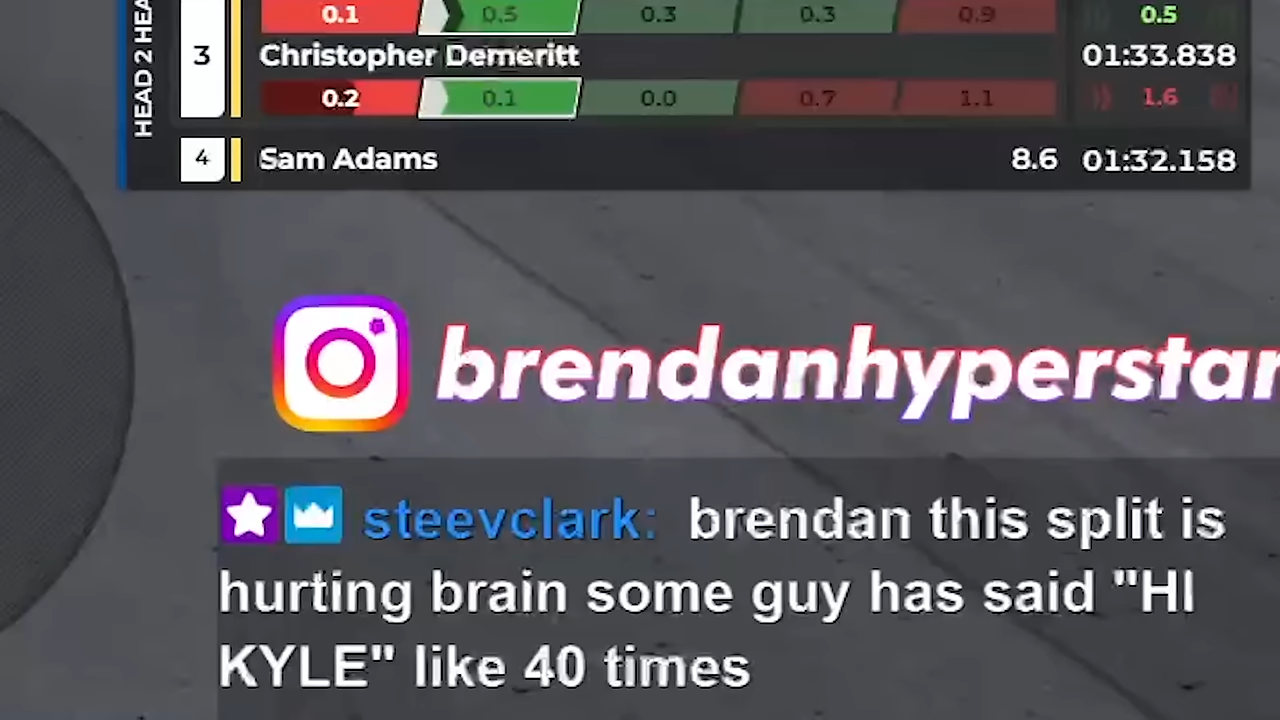 HEAD 2 HEA
0.1 0.5 0.3 0.3 0.9 0.5
3 Christopher Demeritt 01:33.838
0.2 0.1 0.0 0.7 1.1 1.6
4 Sam Adams 8.6 01:32.158
brendanhyperstar
steevclark: brendan this split is
hurting brain some guy has said "HI
KYLE" like 40 times